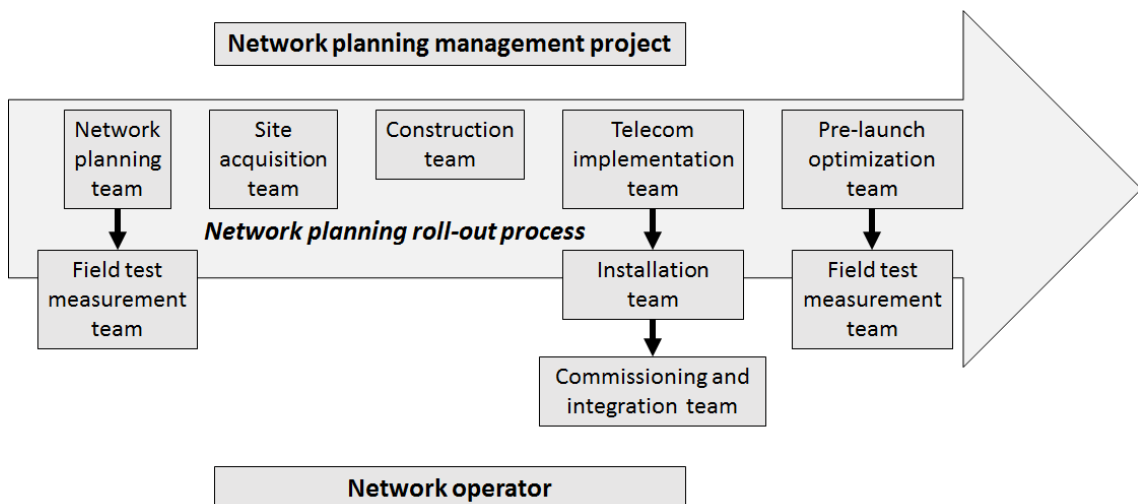 Network planning management project
Network
planning
team
Site
acquisition
team
Construction
team
Telecom
implementation
team
Pre-launch
optimization
team
Network planning roll-out process
Field test
measurement
team
Installation
team
Field test
measurement
team
Commissioning and
integration team
Network operator